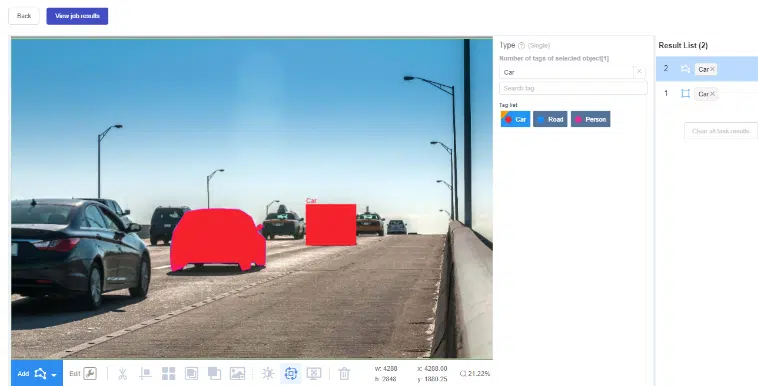 Back
View job results
Type (Single)
Number of tags of selected object[1]
Car
Search tag
Tag list
Car
Road
Person
Result List (2)
2 Car
1 Car
Clear all task results
Car
Add
Edit
w: 4288 x: 4288.00
h: 2848 y: 1880.25
21.22%